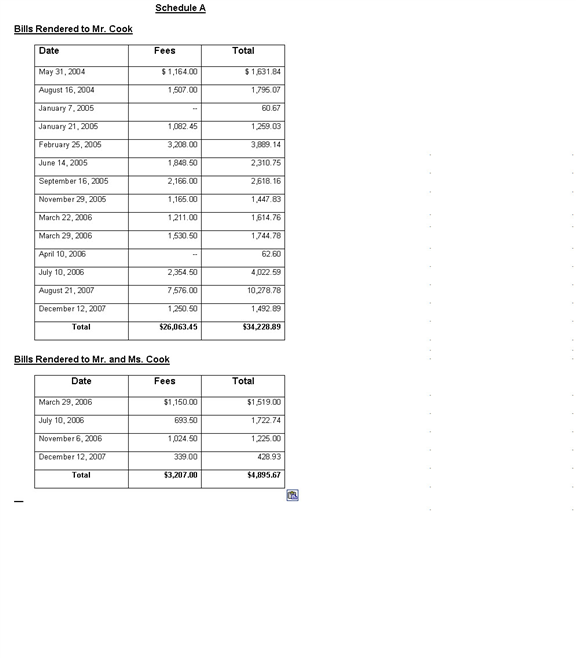 Schedule A
Bills Rendered to Mr. Cook
Date Fees Total
May 31, 2004 $ 1,164.00 $ 1,631.84
August 16, 2004 1,507.00 1,795.07
January 7, 2005 -- 60.67
January 21, 2005 1,082.45 1,259.03
February 25, 2005 3,208.00 3,889.14
June 14, 2005 1,848.50 2,310.75
September 16, 2005 2,166.00 2,618.16
November 29, 2005 1,165.00 1,447.83
March 22, 2006 1,211.00 1,614.76
March 29, 2006 1,530.50 1,744.78
April 10, 2006 -- 62.60
July 10, 2006 2,354.50 4,022.59
August 21, 2007 7,576.00 10,278.78
December 12, 2007 1,250.50 1,492.89
Total $26,063.45 $34,228.89
Bills Rendered to Mr. and Ms. Cook
Date Fees Total
March 29, 2006 $1,150.00 $1,519.00
July 10, 2006 693.50 1,722.74
November 6, 2006 1,024.50 1,225.00
December 12, 2007 339.00 428.93
Total $3,207.00 $4,895.67